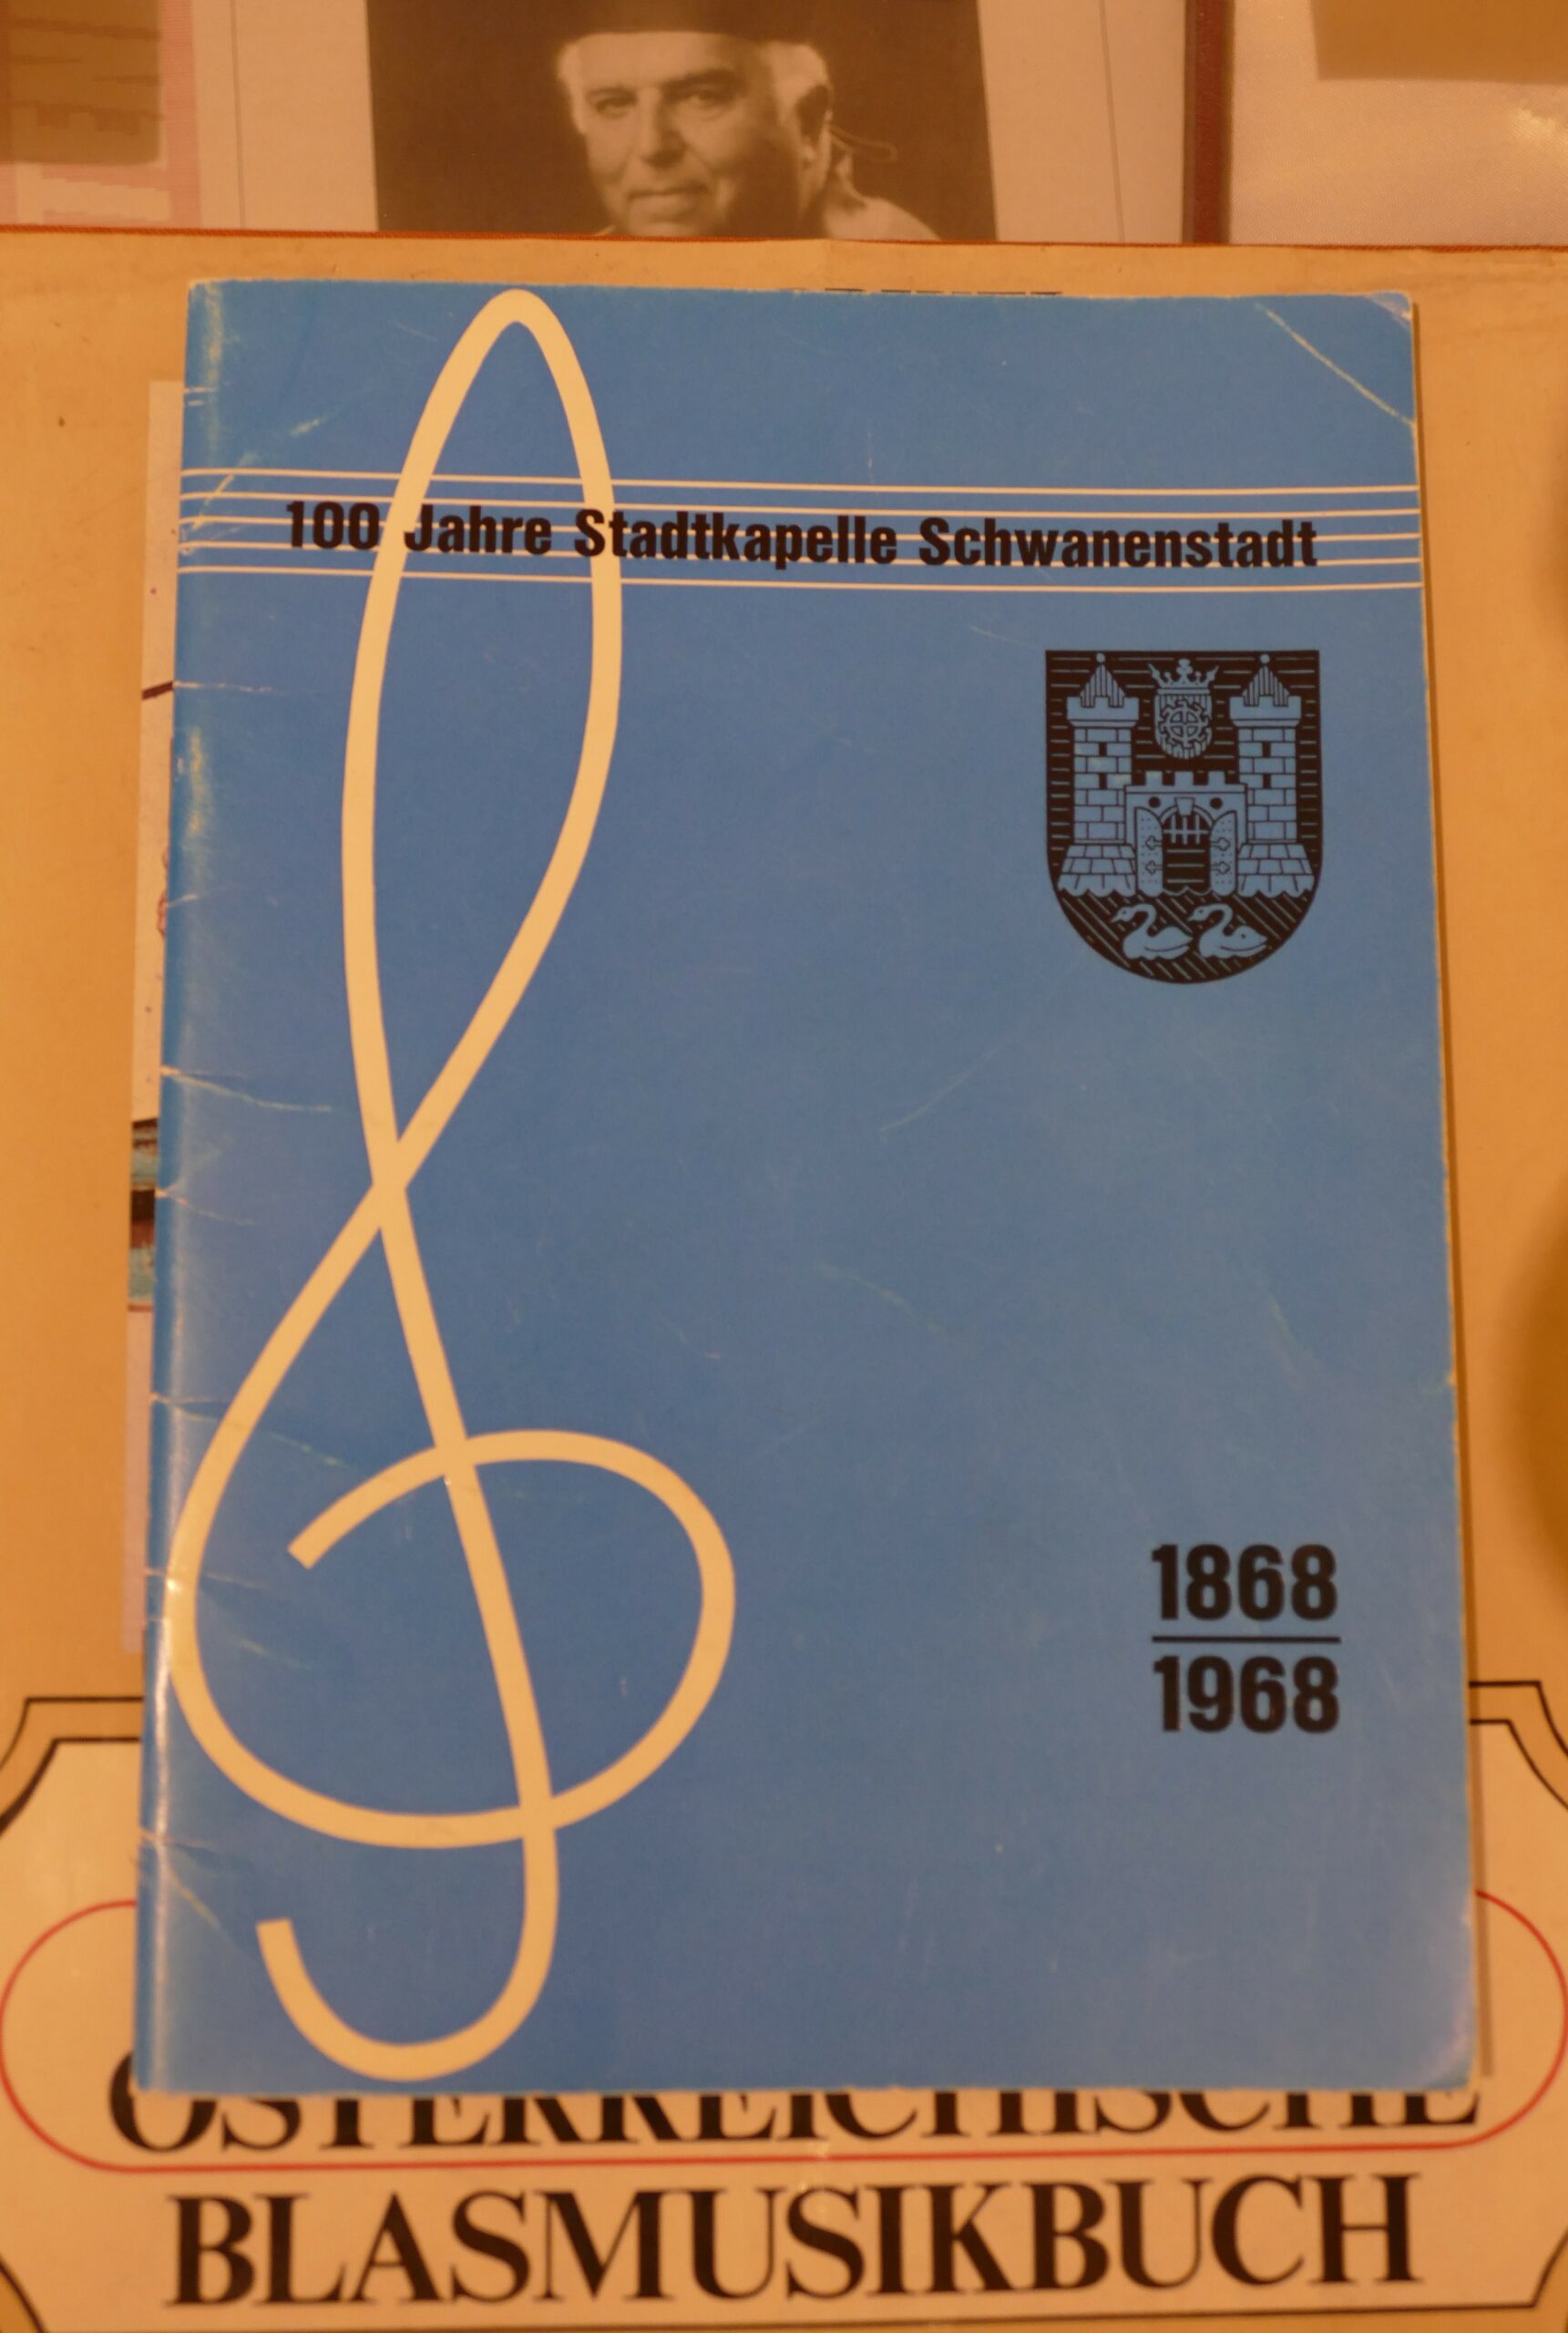 100 Jahre Stadtkapelle Schwanenstadt
1868
1968
ÖSTERREICHISCHE
BLASMUSIKBUCH